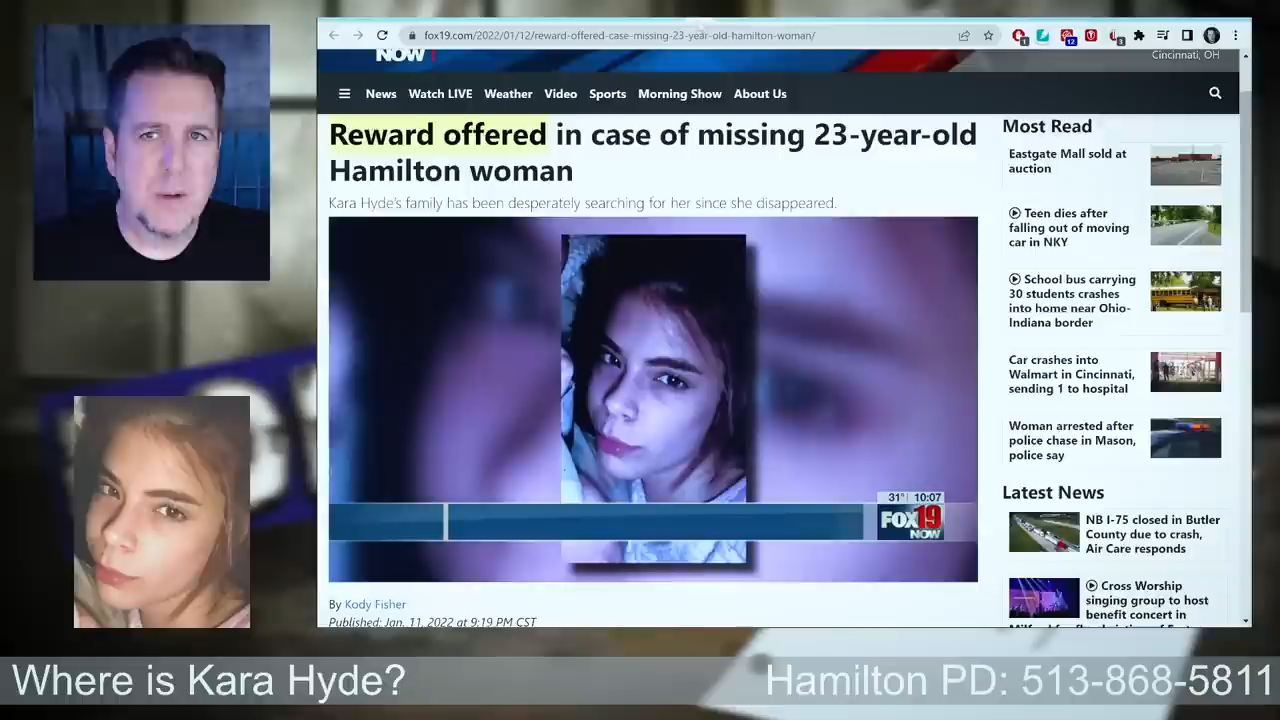 fox19.com/2022/01/12/reward-offered-case-missing-23-year-old-hamilton-woman/
NOW
Cincinnati, OH
News Watch LIVE Weather Video Sports Morning Show About Us
Reward offered in case of missing 23-year-old
Hamilton woman
Kara Hyde's family has been desperately searching for her since she disappeared.
31° 10:07
FOX19
NOW
By Kody Fisher
Published: Jan. 11, 2022 at 9:19 PM CST
Most Read
Eastgate Mall sold at
auction
Teen dies after
falling out of moving
car in NKY
School bus carrying
30 students crashes
into home near Ohio-
Indiana border
Car crashes into
Walmart in Cincinnati,
sending 1 to hospital
Woman arrested after
police chase in Mason,
police say
Latest News
NB I-75 closed in Butler
County due to crash,
Air Care responds
Cross Worship
singing group to host
benefit concert in
Where is Kara Hyde?
Hamilton PD: 513-868-5811